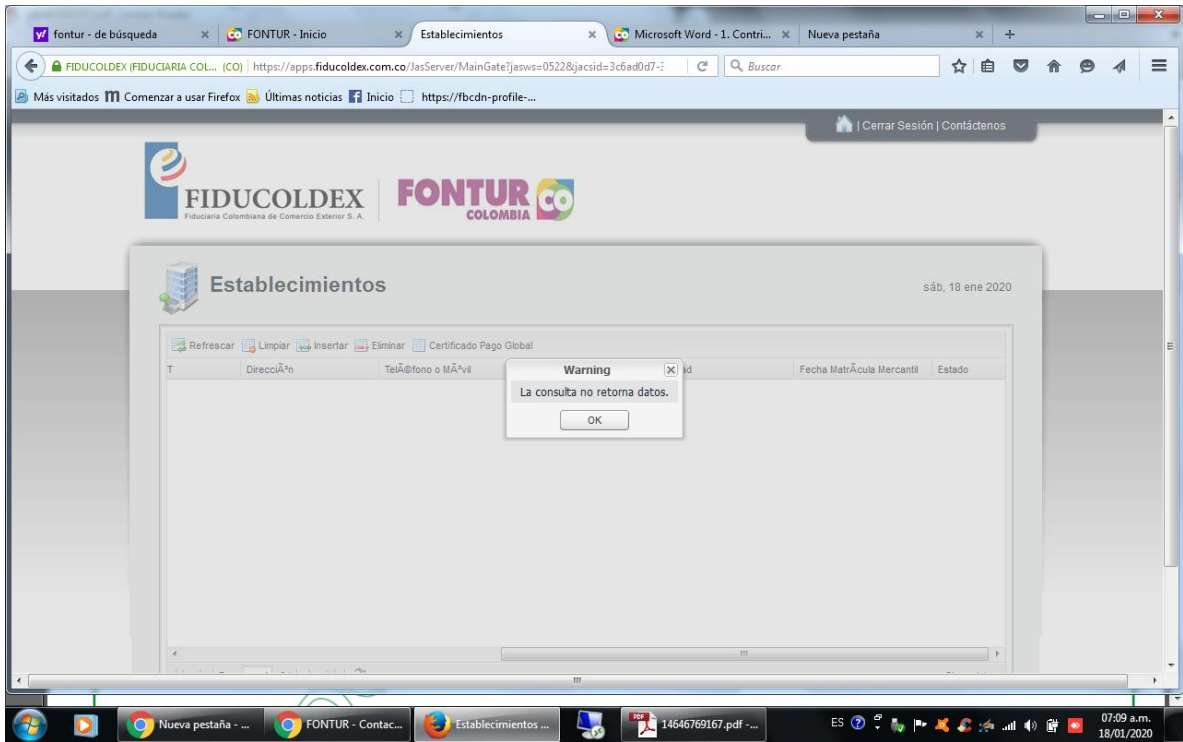 fontur - de búsqueda
FONTUR - Inicio
Establecimientos
Microsoft Word - 1. Contri...
Nueva pestaña
FIDUCOLDEX (FIDUCIARIA COL... (CO)
https://apps.fiducoldex.com.co/JasServer/MainGate?jasws=0522&jacsid=3c6ad0d7-3
Buscar
Más visitados
Comenzar a usar Firefox
Últimas noticias
Inicio
https://fbcdn-profile-...
| Cerrar Sesión | Contáctenos
FIDUCOLDEX
Fiduciaria Colombiana de Comercio Exterior S. A.
FONTUR CO
COLOMBIA
Establecimientos
sáb, 18 ene 2020
Refrescar Limpiar Insertar Eliminar Certificado Pago Global
T DirecciÃ³n TelÃ©fono o MÃ³vil Fecha MatrÃcula Mercantil Estado
Warning
La consulta no retorna datos.
OK
Nueva pestaña - ...
FONTUR - Contac...
Establecimientos ...
14646769167.pdf -...
ES
07:09 a.m.
18/01/2020